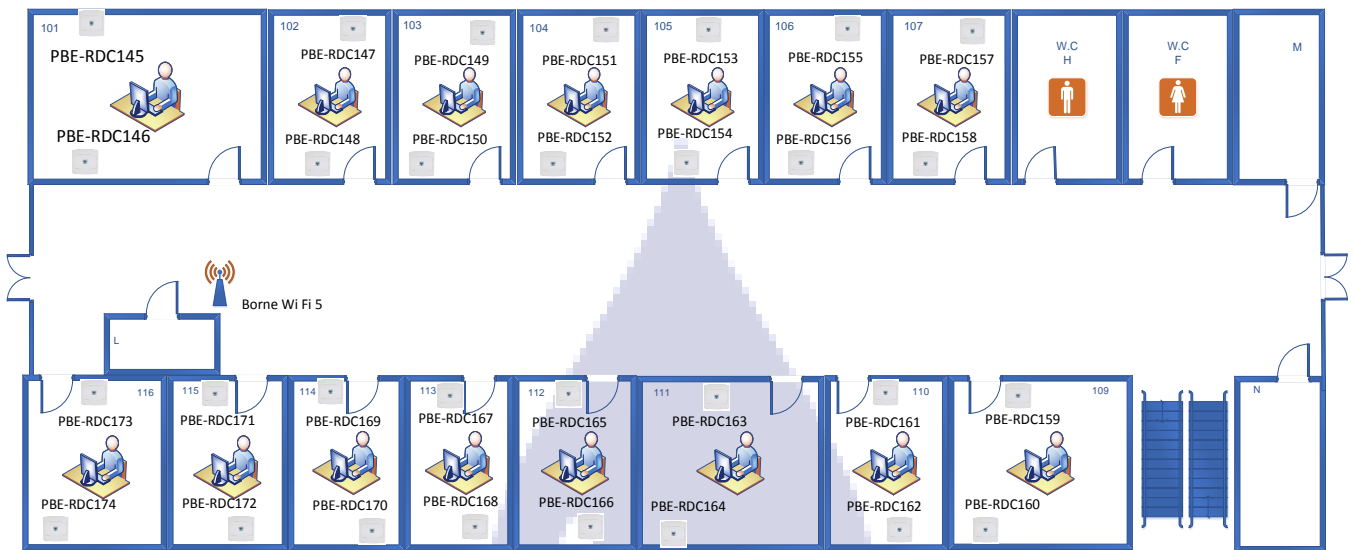 101
PBE-RDC145
PBE-RDC146
102
PBE-RDC147
PBE-RDC148
103
PBE-RDC149
PBE-RDC150
104
PBE-RDC151
PBE-RDC152
105
PBE-RDC153
PBE-RDC154
106
PBE-RDC155
PBE-RDC156
107
PBE-RDC157
PBE-RDC158
W.C
H
W.C
F
M
Borne Wi Fi 5
L
116
PBE-RDC173
PBE-RDC174
115
PBE-RDC171
PBE-RDC172
114
PBE-RDC169
PBE-RDC170
113
PBE-RDC167
PBE-RDC168
112
PBE-RDC165
PBE-RDC166
111
PBE-RDC163
PBE-RDC164
110
PBE-RDC161
PBE-RDC162
109
PBE-RDC159
PBE-RDC160
N